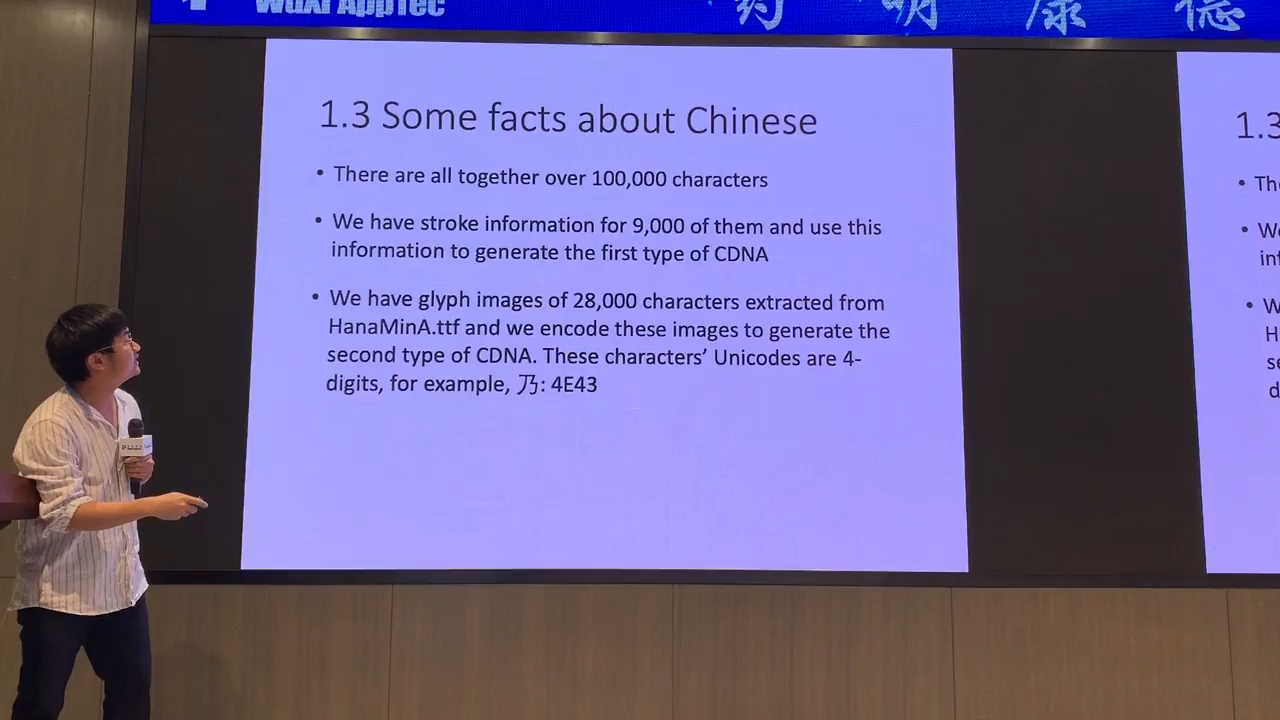 WuXi AppTec
药明康德
1.3 Some facts about Chinese
• There are all together over 100,000 characters
• We have stroke information for 9,000 of them and use this
information to generate the first type of CDNA
• We have glyph images of 28,000 characters extracted from
HanaMinA.ttf and we encode these images to generate the
second type of CDNA. These characters’ Unicodes are 4-
digits, for example, 乃: 4E43
1.3
•
•
•